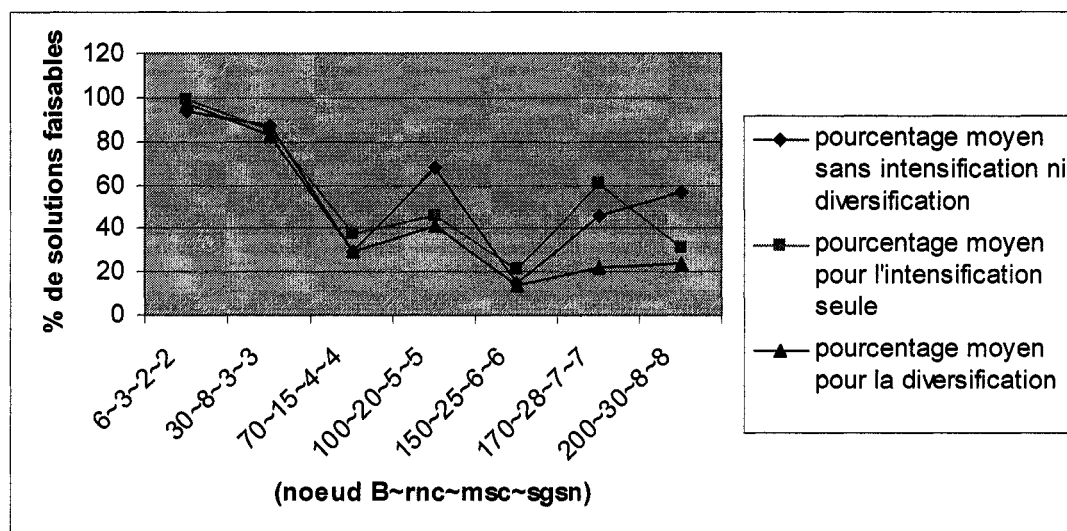 % de solutions faisables
120
100
80
60
40
20
0
6~3~2~2
30~8~3~3
70~15~4~4
100~20~5~5
150~25~6~6
170~28~7~7
200~30~8~8
(noeud B~rnc~msc~sgsn)
pourcentage moyen
sans intensification ni
diversification
pourcentage moyen
pour l'intensification
seule
pourcentage moyen
pour la diversification